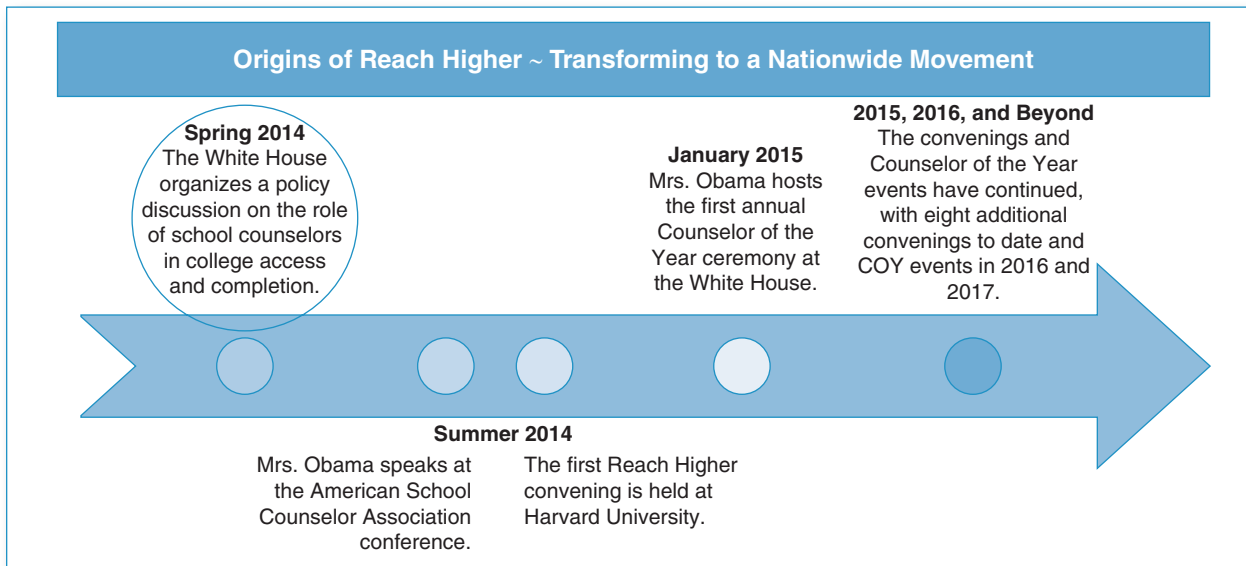 Origins of Reach Higher ~ Transforming to a Nationwide Movement
Spring 2014
The White House
organizes a policy
discussion on the role
of school counselors
in college access
and completion.
Summer 2014
Mrs. Obama speaks at
the American School
Counselor Association
conference.
The first Reach Higher
convening is held at
Harvard University.
January 2015
Mrs. Obama hosts
the first annual
Counselor of the
Year ceremony at
the White House.
2015, 2016, and Beyond
The convenings and
Counselor of the Year
events have continued,
with eight additional
convenings to date and
COY events in 2016 and
2017.